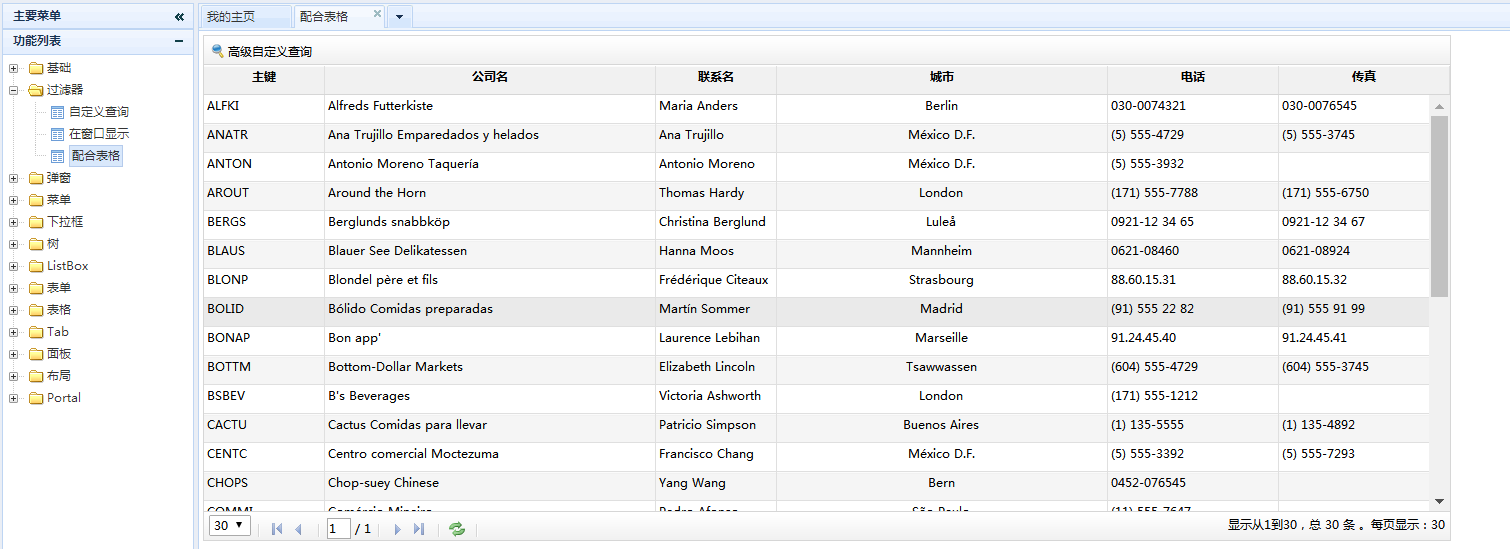 主要菜单
功能列表
基础
过滤器
自定义查询
在窗口显示
配合表格
弹窗
菜单
下拉框
树
ListBox
表单
表格
Tab
面板
布局
Portal
我的主页 配合表格
高级自定义查询
主键 公司名 联系名 城市 电话 传真
ALFKI Alfreds Futterkiste Maria Anders Berlin 030-0074321 030-0076545
ANATR Ana Trujillo Emparedados y helados Ana Trujillo México D.F. (5) 555-4729 (5) 555-3745
ANTON Antonio Moreno Taquería Antonio Moreno México D.F. (5) 555-3932
AROUT Around the Horn Thomas Hardy London (171) 555-7788 (171) 555-6750
BERGS Berglunds snabbköp Christina Berglund Luleå 0921-12 34 65 0921-12 34 67
BLAUS Blauer See Delikatessen Hanna Moos Mannheim 0621-08460 0621-08924
BLONP Blondel père et fils Frédérique Citeaux Strasbourg 88.60.15.31 88.60.15.32
BOLID Bólido Comidas preparadas Martín Sommer Madrid (91) 555 22 82 (91) 555 91 99
BONAP Bon app' Laurence Lebihan Marseille 91.24.45.40 91.24.45.41
BOTTM Bottom-Dollar Markets Elizabeth Lincoln Tsawwassen (604) 555-4729 (604) 555-3745
BSBEV B's Beverages Victoria Ashworth London (171) 555-1212
CACTU Cactus Comidas para llevar Patricio Simpson Buenos Aires (1) 135-5555 (1) 135-4892
CENTC Centro comercial Moctezuma Francisco Chang México D.F. (5) 555-3392 (5) 555-7293
CHOPS Chop-suey Chinese Yang Wang Bern 0452-076545
COMMI Comércio Mineiro Pedro Afonso São Paulo (11) 555-7647
30 1 / 1 显示从1到30，总 30 条 。每页显示：30